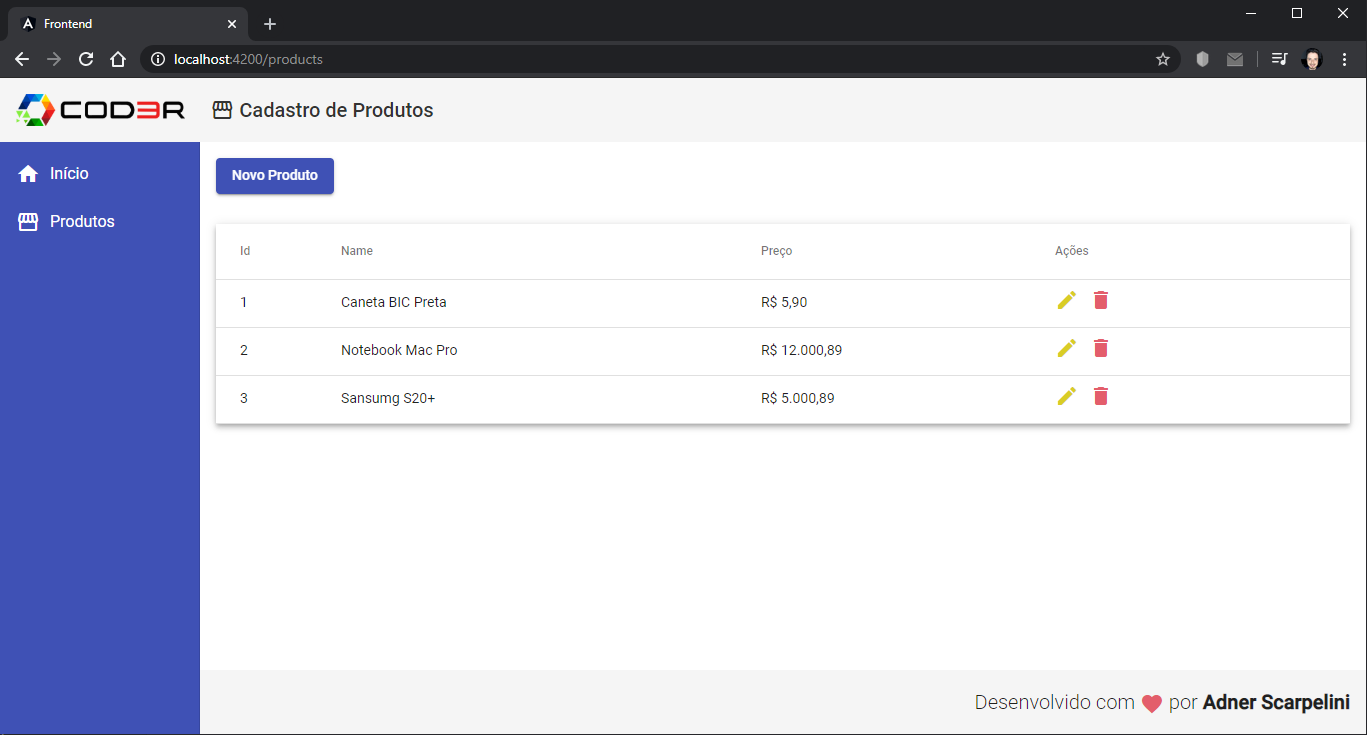 Frontend
localhost:4200/products
COD3R
Cadastro de Produtos
Início
Produtos
Novo Produto
Id Name Preço Ações
1 Caneta BIC Preta R$ 5,90
2 Notebook Mac Pro R$ 12.000,89
3 Sansumg S20+ R$ 5.000,89
Desenvolvido com por Adner Scarpelini